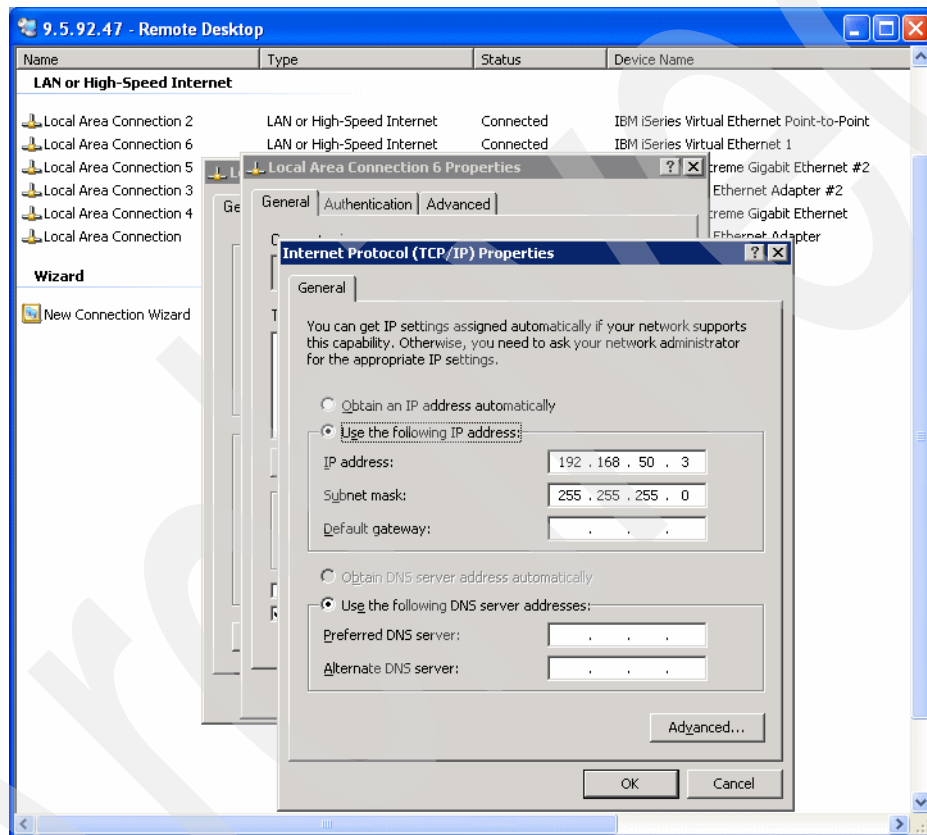 9.5.92.47 - Remote Desktop
Name Type Status Device Name
LAN or High-Speed Internet
Local Area Connection 2 LAN or High-Speed Internet Connected IBM iSeries Virtual Ethernet Point-to-Point
Local Area Connection 6 LAN or High-Speed Internet Connected IBM iSeries Virtual Ethernet 1
Local Area Connection 5 treme Gigabit Ethernet #2
Local Area Connection 3 Ethernet Adapter #2
Local Area Connection 4 treme Gigabit Ethernet
Local Area Connection Ethernet Adapter
Wizard
New Connection Wizard
L
Ge
Local Area Connection 6 Properties
General Authentication Advanced
Internet Protocol (TCP/IP) Properties
General
You can get IP settings assigned automatically if your network supports
this capability. Otherwise, you need to ask your network administrator
for the appropriate IP settings.
Obtain an IP address automatically
Use the following IP address:
IP address: 192 . 168 . 50 . 3
Subnet mask: 255 . 255 . 255 . 0
Default gateway: . . .
Obtain DNS server address automatically
Use the following DNS server addresses:
Preferred DNS server: . . .
Alternate DNS server: . . .
Advanced...
OK Cancel